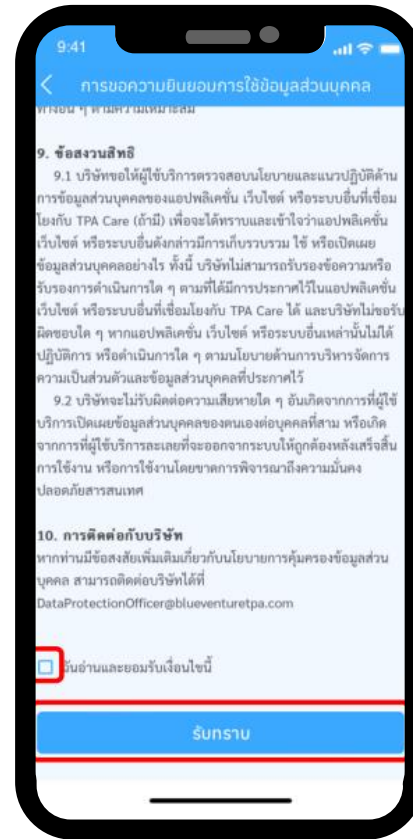 9:41
การขอความยินยอมการใช้ข้อมูลส่วนบุคคล
ทางอื่น ๆ ตามความเหมาะสม
9. ข้อสงวนสิทธิ
9.1 บริษัทขอให้ผู้ใช้บริการตรวจสอบนโยบายและแนวปฏิบัติด้าน
การข้อมูลส่วนบุคคลของแอปพลิเคชั่น เว็บไซต์ หรือระบบอื่นที่เชื่อม
โยงกับ TPA Care (ถ้ามี) เพื่อจะได้ทราบและเข้าใจว่าแอปพลิเคชั่น
เว็บไซต์ หรือระบบอื่นดังกล่าวมีการเก็บรวบรวม ใช้ หรือเปิดเผย
ข้อมูลส่วนบุคคลอย่างไร ทั้งนี้ บริษัทไม่สามารถรับรองข้อความหรือ
รับรองการดำเนินการใด ๆ ตามที่ได้มีการประกาศไว้ในแอปพลิเคชั่น
เว็บไซต์ หรือระบบอื่นที่เชื่อมโยงกับ TPA Care ได้ และบริษัทไม่ขอรับ
ผิดชอบใด ๆ หากแอปพลิเคชั่น เว็บไซต์ หรือระบบอื่นเหล่านั้นไม่ได้
ปฏิบัติการ หรือดำเนินการใด ๆ ตามนโยบายด้านการบริหารจัดการ
ความเป็นส่วนตัวและข้อมูลส่วนบุคคลที่ประกาศไว้
9.2 บริษัทจะไม่รับผิดต่อความเสียหายใด ๆ อันเกิดจากการที่ผู้ใช้
บริการเปิดเผยข้อมูลส่วนบุคคลของตนเองต่อบุคคลที่สาม หรือเกิด
จากการที่ผู้ใช้บริการละเลยที่จะออกจากระบบให้ถูกต้องหลังเสร็จสิ้น
การใช้งาน หรือการใช้งานโดยขาดการพิจารณาถึงความมั่นคง
ปลอดภัยสารสนเทศ
10. การติดต่อกับบริษัท
หากท่านมีข้อสงสัยเพิ่มเติมเกี่ยวกับนโยบายการคุ้มครองข้อมูลส่วน
บุคคล สามารถติดต่อบริษัทได้ที่
DataProtectionOfficer@blueventuretpa.com
ฉันอ่านและยอมรับเงื่อนไขนี้
รับทราบ